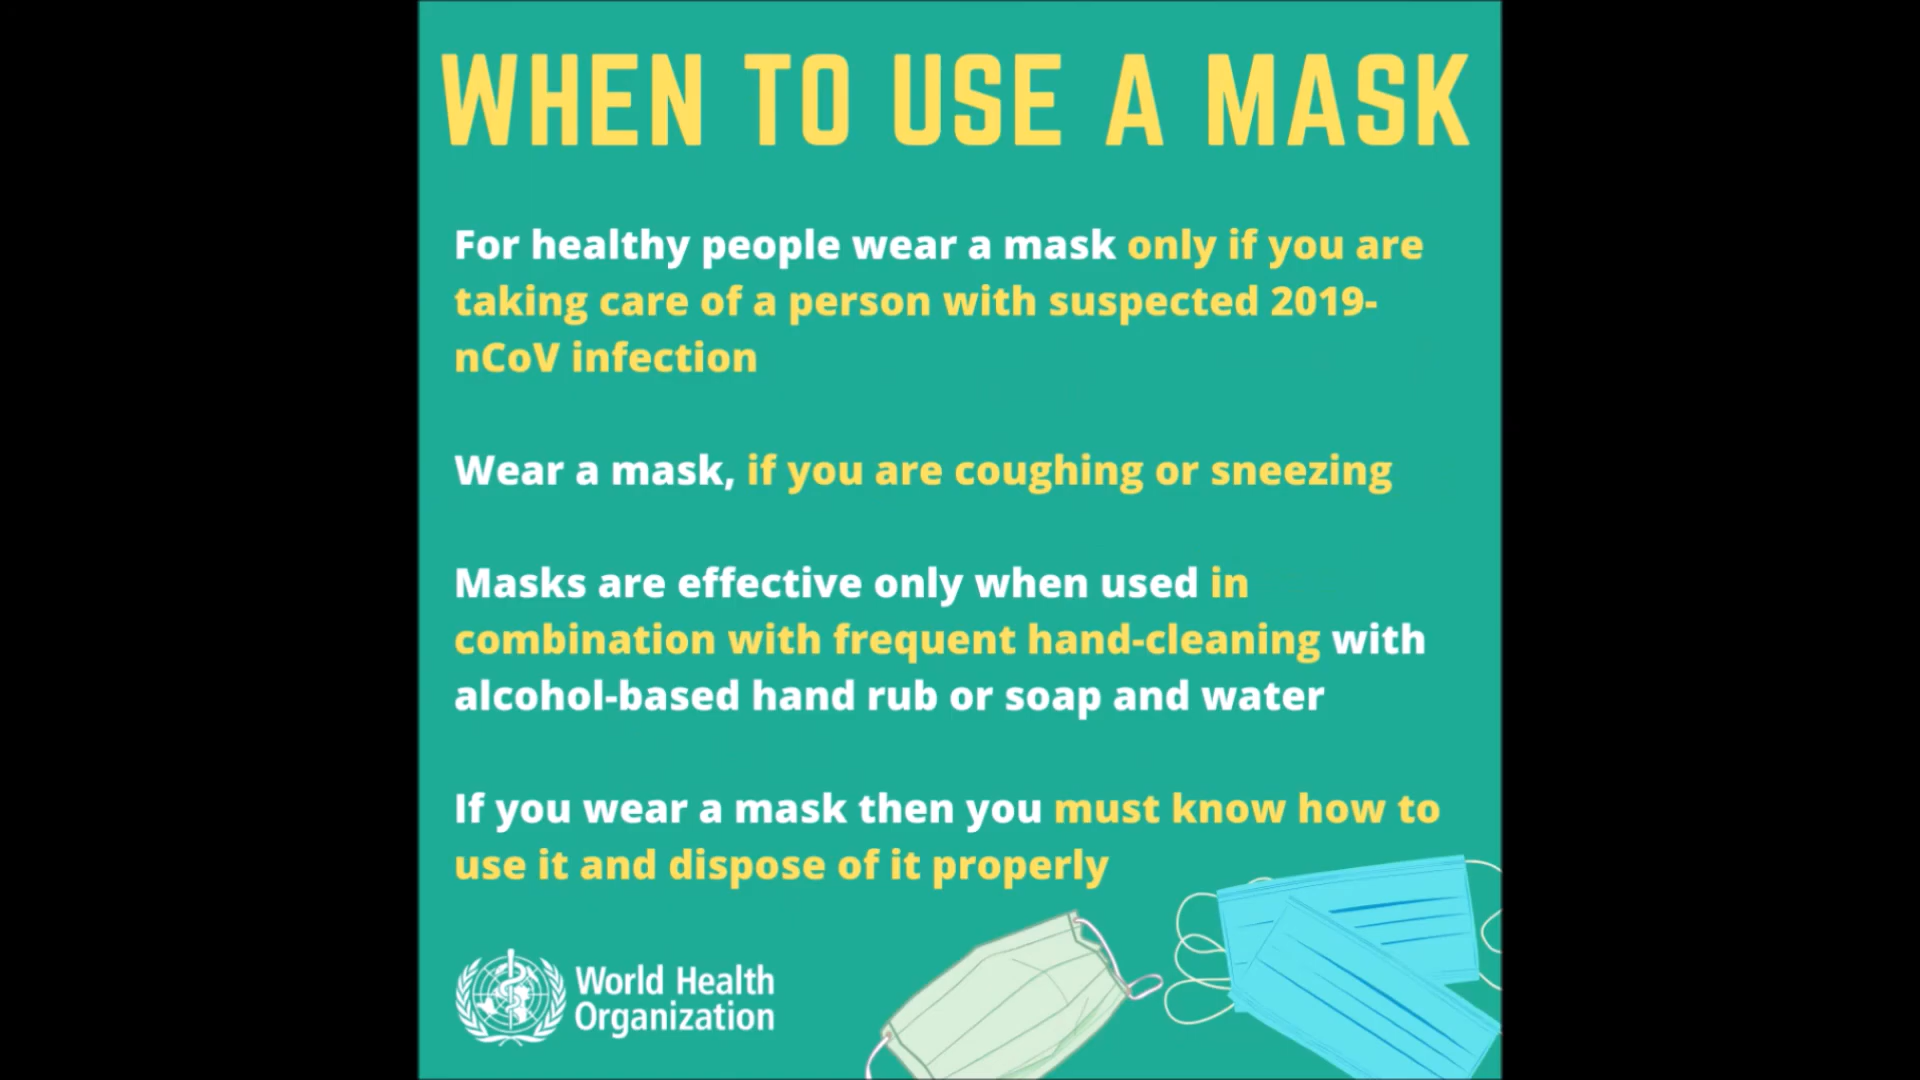 WHEN TO USE A MASK
For healthy people wear a mask only if you are
taking care of a person with suspected 2019-
nCoV infection
Wear a mask, if you are coughing or sneezing
Masks are effective only when used in
combination with frequent hand-cleaning with
alcohol-based hand rub or soap and water
If you wear a mask then you must know how to
use it and dispose of it properly
World Health
Organization